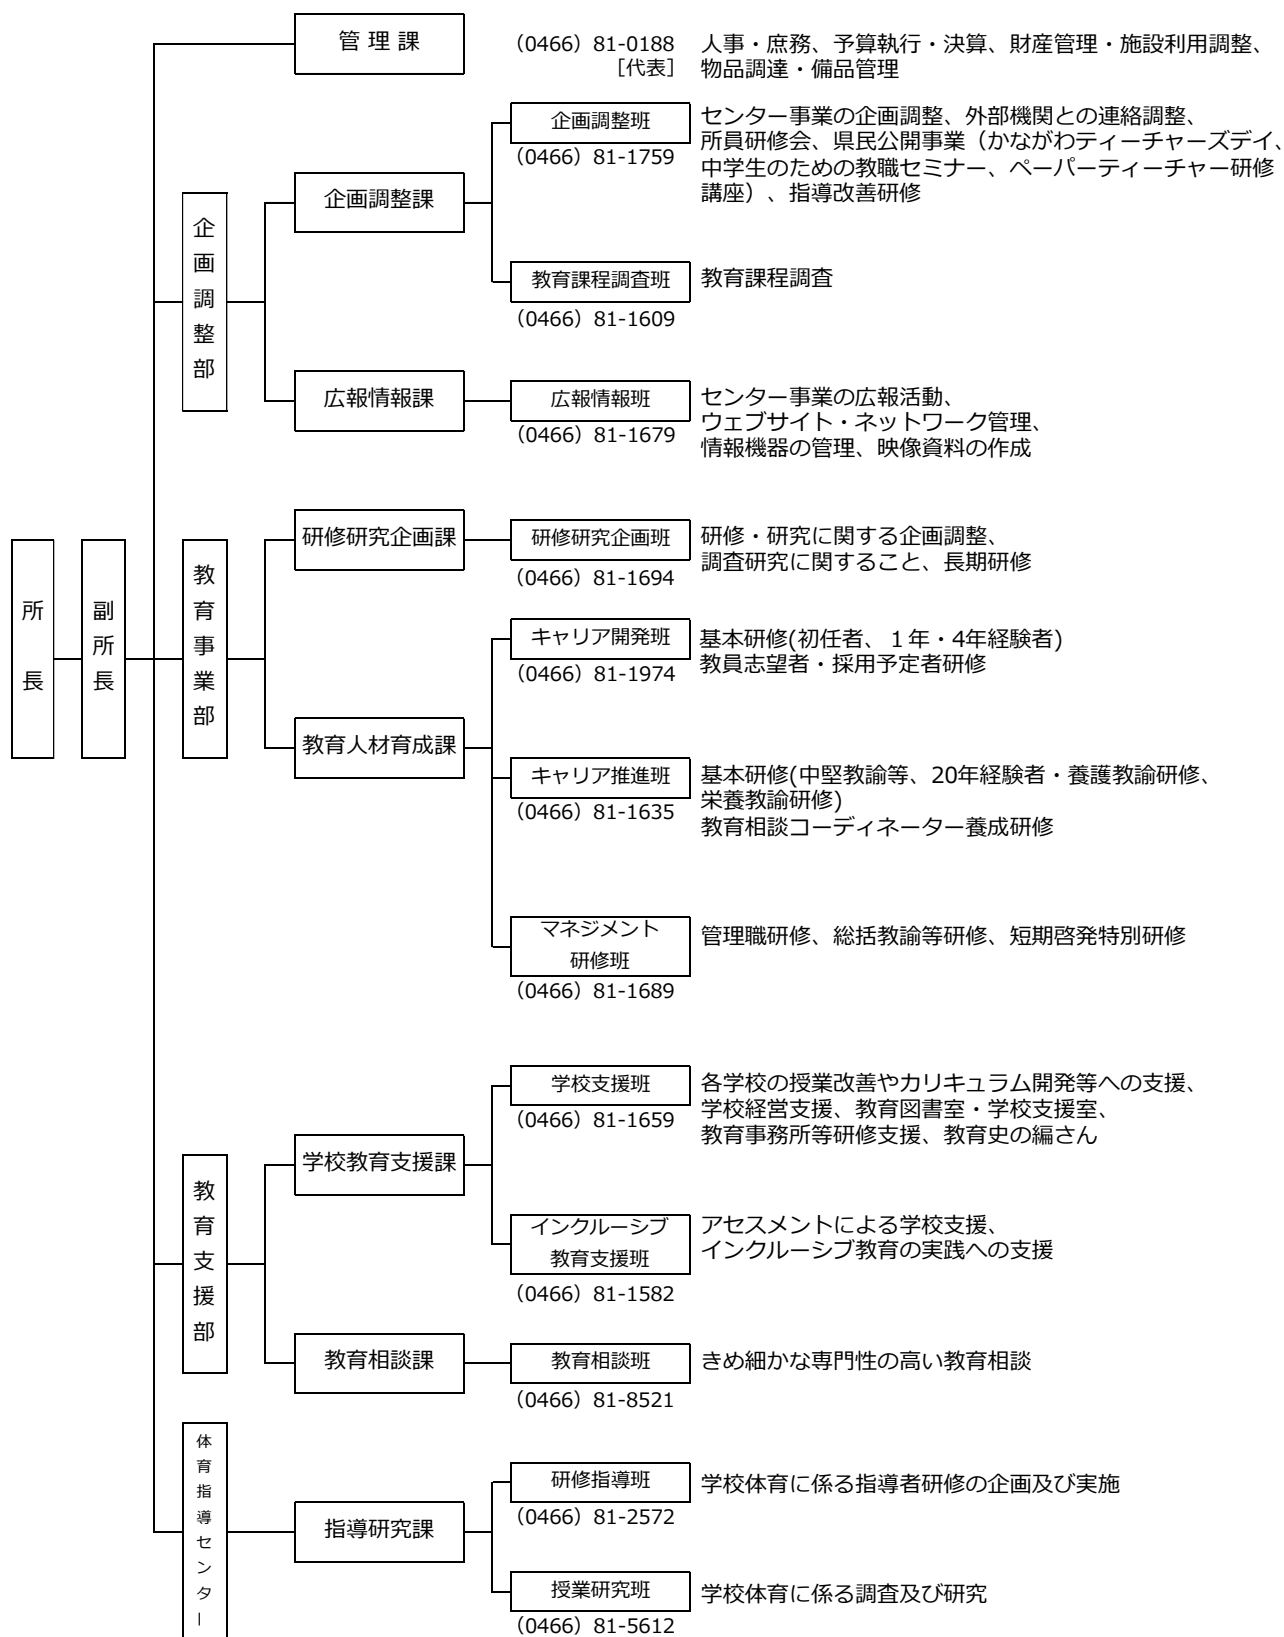 管 理 課
（0466）81-0188
［代表］
人事・庶務、予算執行・決算、財産管理・施設利用調整、
物品調達・備品管理
企画調整部
企画調整課
企画調整班
（0466）81-1759
センター事業の企画調整、外部機関との連絡調整、
所員研修会、県民公開事業（かながわティーチャーズデイ、
中学生のための教職セミナー、ペーパーティーチャー研修
講座）、指導改善研修
教育課程調査班
（0466）81-1609
教育課程調査
広報情報課
広報情報班
（0466）81-1679
センター事業の広報活動、
ウェブサイト・ネットワーク管理、
情報機器の管理、映像資料の作成
所長
副所長
教育事業部
研修研究企画課
研修研究企画班
（0466）81-1694
研修・研究に関する企画調整、
調査研究に関すること、長期研修
教育人材育成課
キャリア開発班
（0466）81-1974
基本研修(初任者、１年・4年経験者)
教員志望者・採用予定者研修
キャリア推進班
（0466）81-1635
基本研修(中堅教諭等、20年経験者・養護教諭研修、
栄養教諭研修)
教育相談コーディネーター養成研修
マネジメント
研修班
（0466）81-1689
管理職研修、総括教諭等研修、短期啓発特別研修
教育支援部
学校教育支援課
学校支援班
（0466）81-1659
各学校の授業改善やカリキュラム開発等への支援、
学校経営支援、教育図書室・学校支援室、
教育事務所等研修支援、教育史の編さん
インクルーシブ
教育支援班
（0466）81-1582
アセスメントによる学校支援、
インクルーシブ教育の実践への支援
教育相談課
教育相談班
（0466）81-8521
きめ細かな専門性の高い教育相談
体育指導センター
指導研究課
研修指導班
（0466）81-2572
学校体育に係る指導者研修の企画及び実施
授業研究班
（0466）81-5612
学校体育に係る調査及び研究